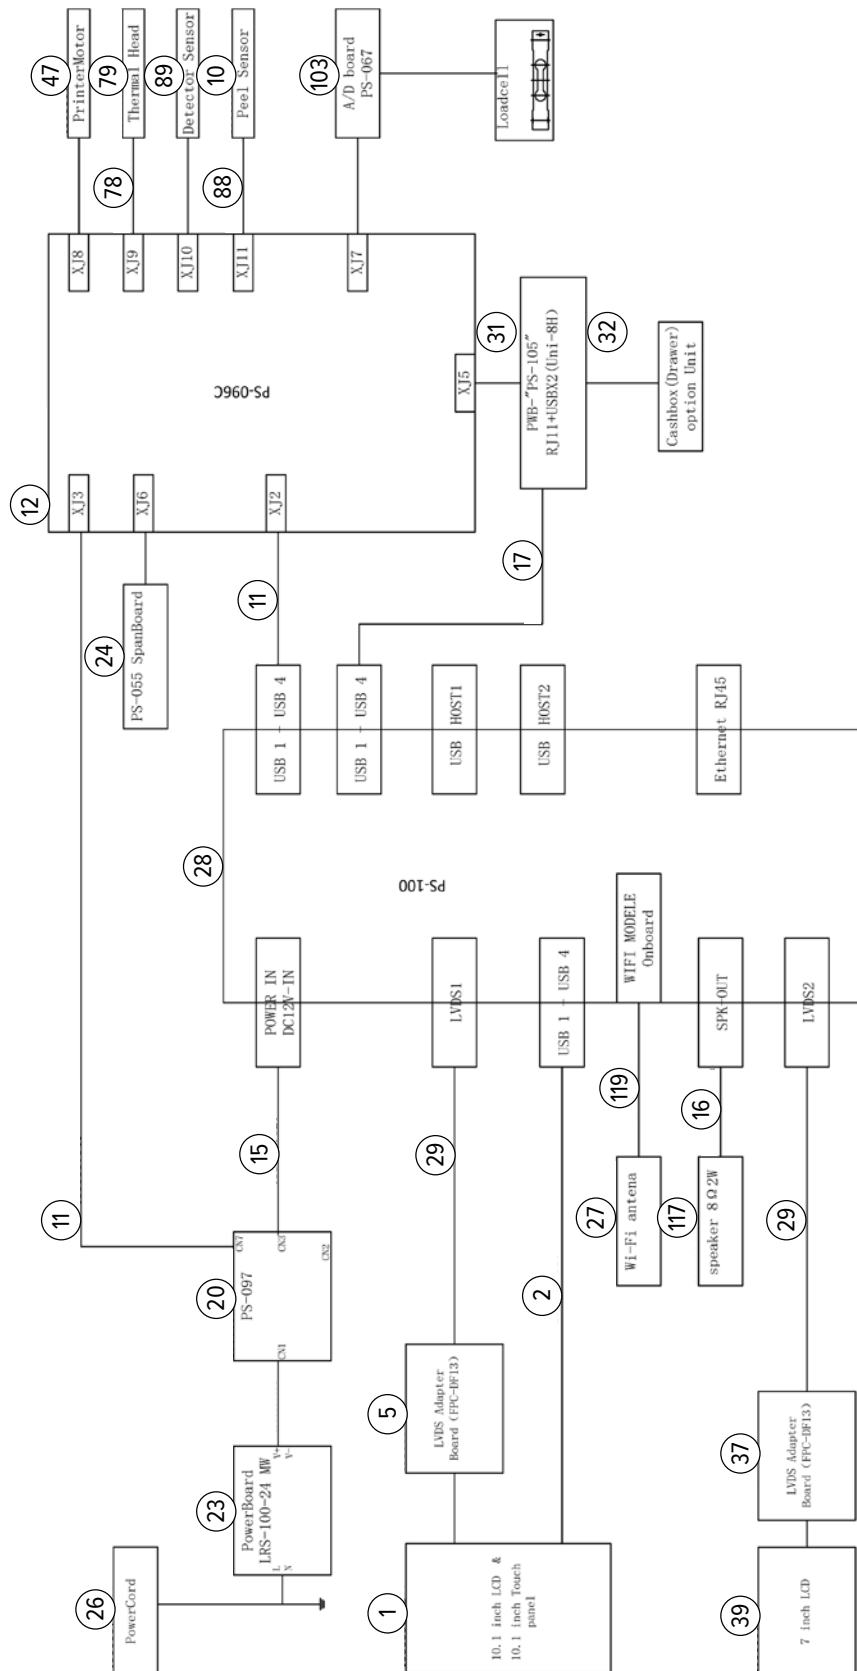 47
PrinterMotor
79
Thermal Head
89
Detector Sensor
10
Peel Sensor
103
A/D board
PS-067
Loadcell
78
88
XJ8
XJ9
XJ10
XJ11
XJ7
PS-096C
12
XJ3
XJ6
XJ2
XJ5
31
PWB-"PS-105"
RJ11+USBX2(Uni-8H)
32
Cashbox(Drawer)
option Unit
24
PS-055 SpanBoard
11
17
USB 1 - USB 4
USB 1 - USB 4
USB HOST1
USB HOST2
Ethernet RJ45
28
PS-100
POWER IN
DC12V-IN
LVDS1
USB 1 - USB 4
WIFI MODELE
Onboard
SPK-OUT
LVDS2
11
15
29
2
119
16
29
27
Wi-Fi antena
117
speaker 8Ω2W
20
PS-097
CN7
CN3
CN2
CN1
5
LVDS Adapter
Board(FPC-DF13)
37
LVDS Adapter
Board(FPC-DF13)
23
PowerBoard
LRS-100-24 MW
V+
V-
L
N
26
PowerCord
1
10.1 inch LCD &
10.1 inch Touch
panel
39
7 inch LCD